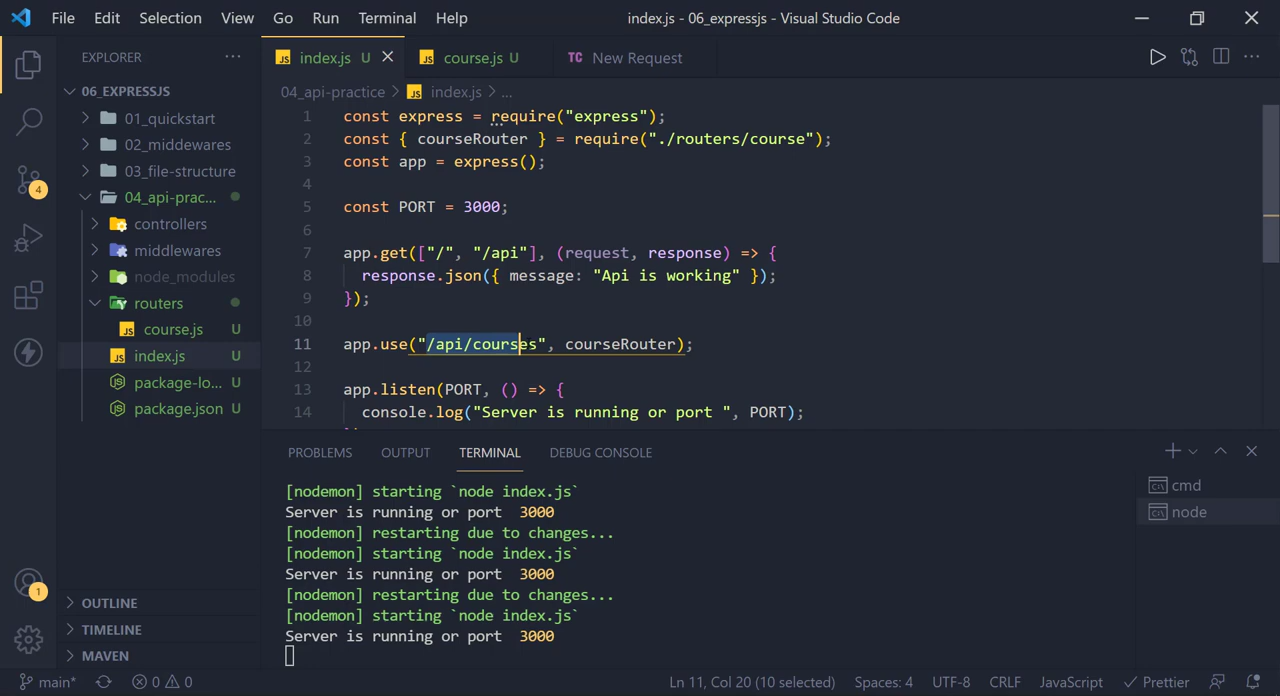 File Edit Selection View Go Run Terminal Help index.js - 06_expressjs - Visual Studio Code
EXPLORER ...
06_EXPRESSJS
01_quickstart
02_middewares
03_file-structure
04_api-prac...
controllers
middlewares
node_modules
routers
JS course.js U
JS index.js U
package-lo... U
package.json U
OUTLINE
TIMELINE
MAVEN
4
1
JS index.js U JS course.js U TC New Request
04_api-practice > JS index.js > ...
1 const express = require("express");
2 const { courseRouter } = require("./routers/course");
3 const app = express();
4
5 const PORT = 3000;
6
7 app.get(["/", "/api"], (request, response) => {
8 response.json({ message: "Api is working" });
9 });
10
11 app.use("/api/courses", courseRouter);
12
13 app.listen(PORT, () => {
14 console.log("Server is running or port ", PORT);
PROBLEMS OUTPUT TERMINAL DEBUG CONSOLE
[nodemon] starting `node index.js`
Server is running or port 3000
[nodemon] restarting due to changes...
[nodemon] starting `node index.js`
Server is running or port 3000
[nodemon] restarting due to changes...
[nodemon] starting `node index.js`
Server is running or port 3000
cmd
node
main* 0 0 Ln 11, Col 20 (10 selected) Spaces: 4 UTF-8 CRLF JavaScript Prettier